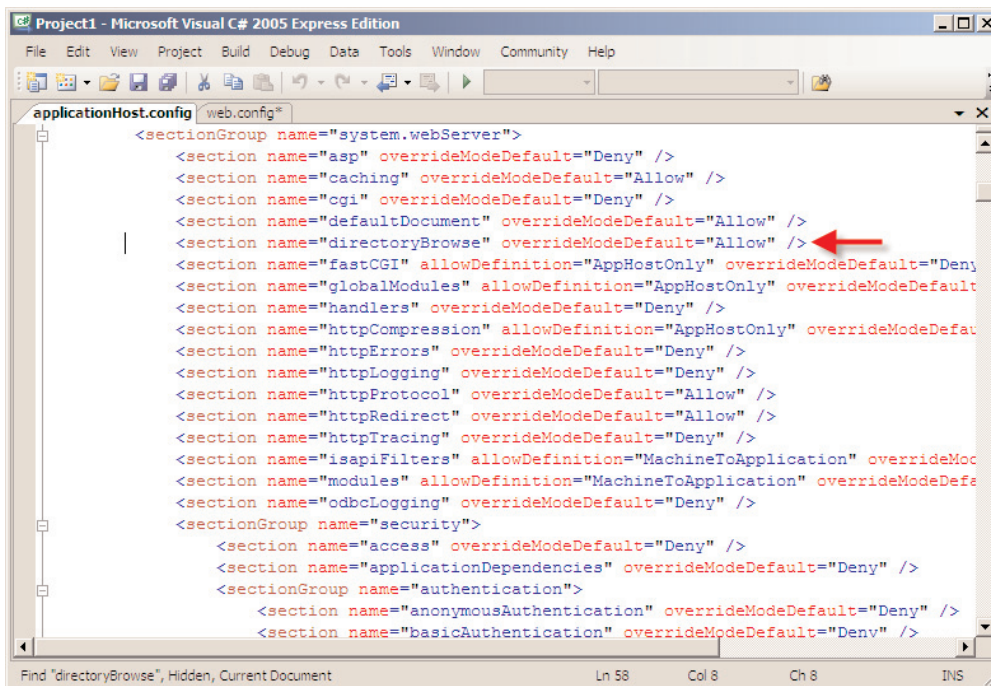 Project1 - Microsoft Visual C# 2005 Express Edition
File Edit View Project Build Debug Data Tools Window Community Help
applicationHost.config web.config*
<sectionGroup name="system.webServer">
<section name="asp" overrideModeDefault="Deny" />
<section name="caching" overrideModeDefault="Allow" />
<section name="cgi" overrideModeDefault="Deny" />
<section name="defaultDocument" overrideModeDefault="Allow" />
<section name="directoryBrowse" overrideModeDefault="Allow" />
<section name="fastCGI" allowDefinition="AppHostOnly" overrideModeDefault="Deny
<section name="globalModules" allowDefinition="AppHostOnly" overrideModeDefault
<section name="handlers" overrideModeDefault="Deny" />
<section name="httpCompression" allowDefinition="AppHostOnly" overrideModeDefau
<section name="httpErrors" overrideModeDefault="Deny" />
<section name="httpLogging" overrideModeDefault="Deny" />
<section name="httpProtocol" overrideModeDefault="Allow" />
<section name="httpRedirect" overrideModeDefault="Allow" />
<section name="httpTracing" overrideModeDefault="Deny" />
<section name="isapiFilters" allowDefinition="MachineToApplication" overrideMod
<section name="modules" allowDefinition="MachineToApplication" overrideModeDefa
<section name="odbcLogging" overrideModeDefault="Deny" />
<sectionGroup name="security">
<section name="access" overrideModeDefault="Deny" />
<section name="applicationDependencies" overrideModeDefault="Deny" />
<sectionGroup name="authentication">
<section name="anonymousAuthentication" overrideModeDefault="Deny" />
<section name="basicAuthentication" overrideModeDefault="Deny" />
Find "directoryBrowse", Hidden, Current Document Ln 58 Col 8 Ch 8 INS